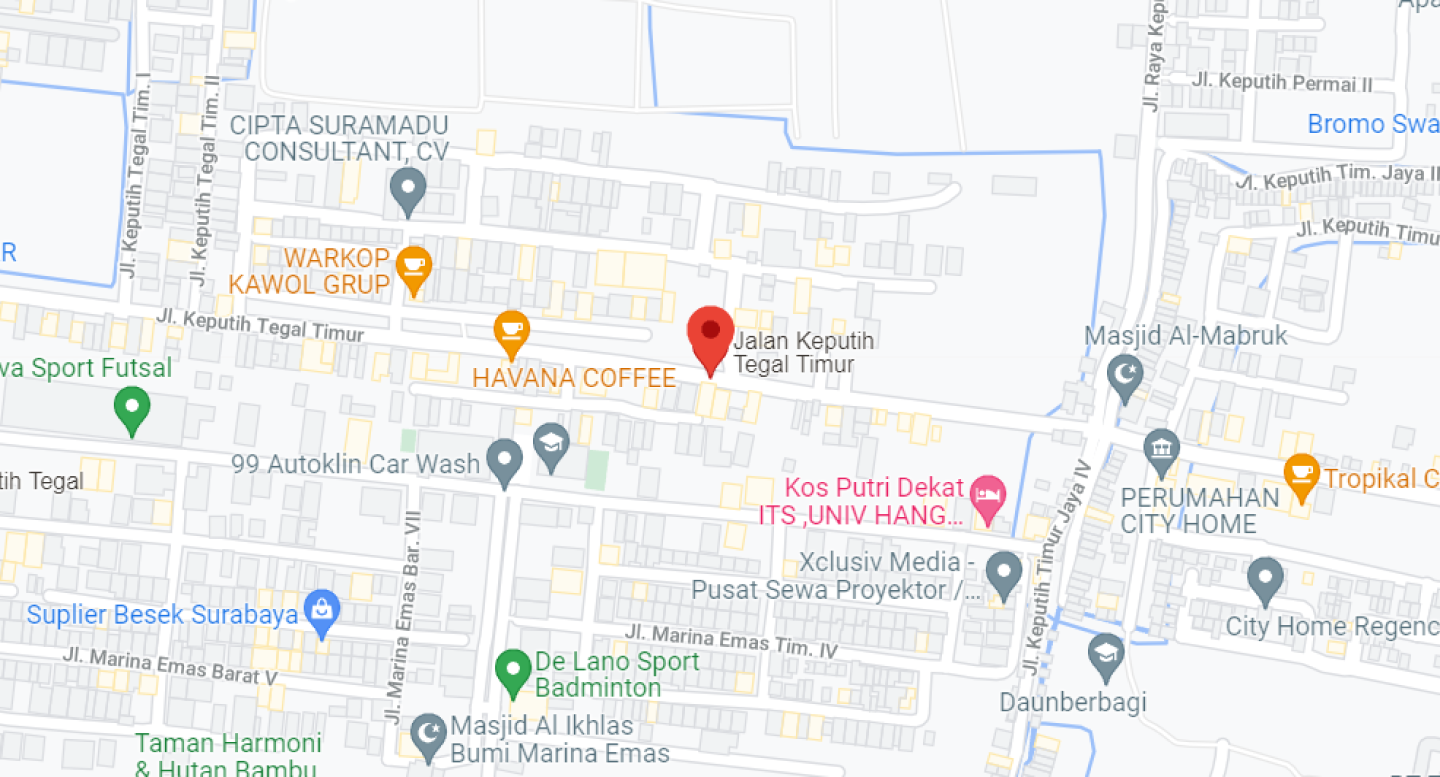 Apa
Jl. Raya Kepu
Jl. Keputih Permai II
Jl. Keputih Tegal Tim. I
Jl. Keputih Tegal Tim. II
CIPTA SURAMADU
CONSULTANT, CV
Bromo Swa
Jl. Keputih Tim. Jaya II
Jl. Keputih Timu
R
WARKOP
KAWOL GRUP
Jl. Keputih Tegal Timur
Jalan Keputih
Tegal Timur
Masjid Al-Mabruk
va Sport Futsal
HAVANA COFFEE
99 Autoklin Car Wash
tih Tegal
Kos Putri Dekat
ITS ,UNIV HANG...
PERUMAHAN
CITY HOME
Tropikal C
Jl. Keputih Timur Jaya IV
Jl. Marina Emas Bar. VII
Xclusiv Media -
Pusat Sewa Proyektor /...
Suplier Besek Surabaya
Jl. Marina Emas Tim. IV
City Home Regenc
Jl. Marina Emas Barat V
De Lano Sport
Badminton
Daunberbagi
Masjid Al Ikhlas
Bumi Marina Emas
Taman Harmoni
& Hutan Bambu